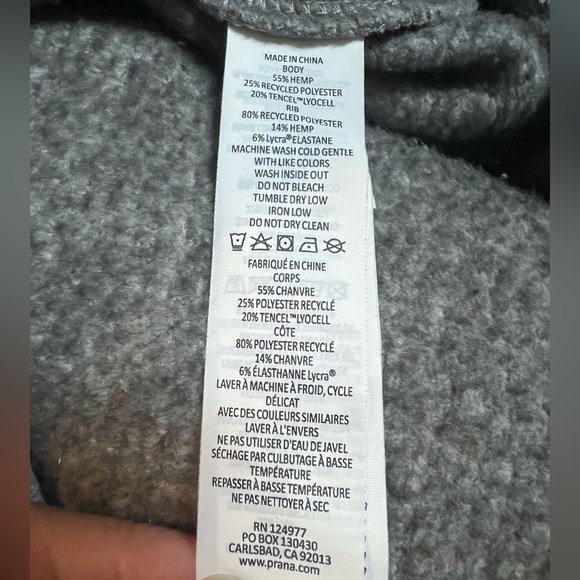 MADE IN CHINA
BODY
55% HEMP
25% RECYCLED POLYESTER
20% TENCEL™LYOCELL
RIB
80% RECYCLED POLYESTER
14% HEMP
6% Lycra® ELASTANE
MACHINE WASH COLD GENTLE
WITH LIKE COLORS
WASH INSIDE OUT
DO NOT BLEACH
TUMBLE DRY LOW
IRON LOW
DO NOT DRY CLEAN
FABRIQUÉ EN CHINE
CORPS
55% CHANVRE
25% POLYESTER RECYCLÉ
20% TENCEL™LYOCELL
CÔTE
80% POLYESTER RECYCLÉ
14% CHANVRE
6% ÉLASTHANNE Lycra®
LAVER À MACHINE À FROID, CYCLE
DÉLICAT
AVEC DES COULEURS SIMILAIRES
LAVER À L'ENVERS
NE PAS UTILISER D'EAU DE JAVEL
SÉCHAGE PAR CULBUTAGE À BASSE
TEMPÉRATURE
REPASSER À BASSE TEMPÉRATURE
NE PAS NETTOYER À SEC
RN 124977
PO BOX 130430
CARLSBAD, CA 92013
www.prana.com